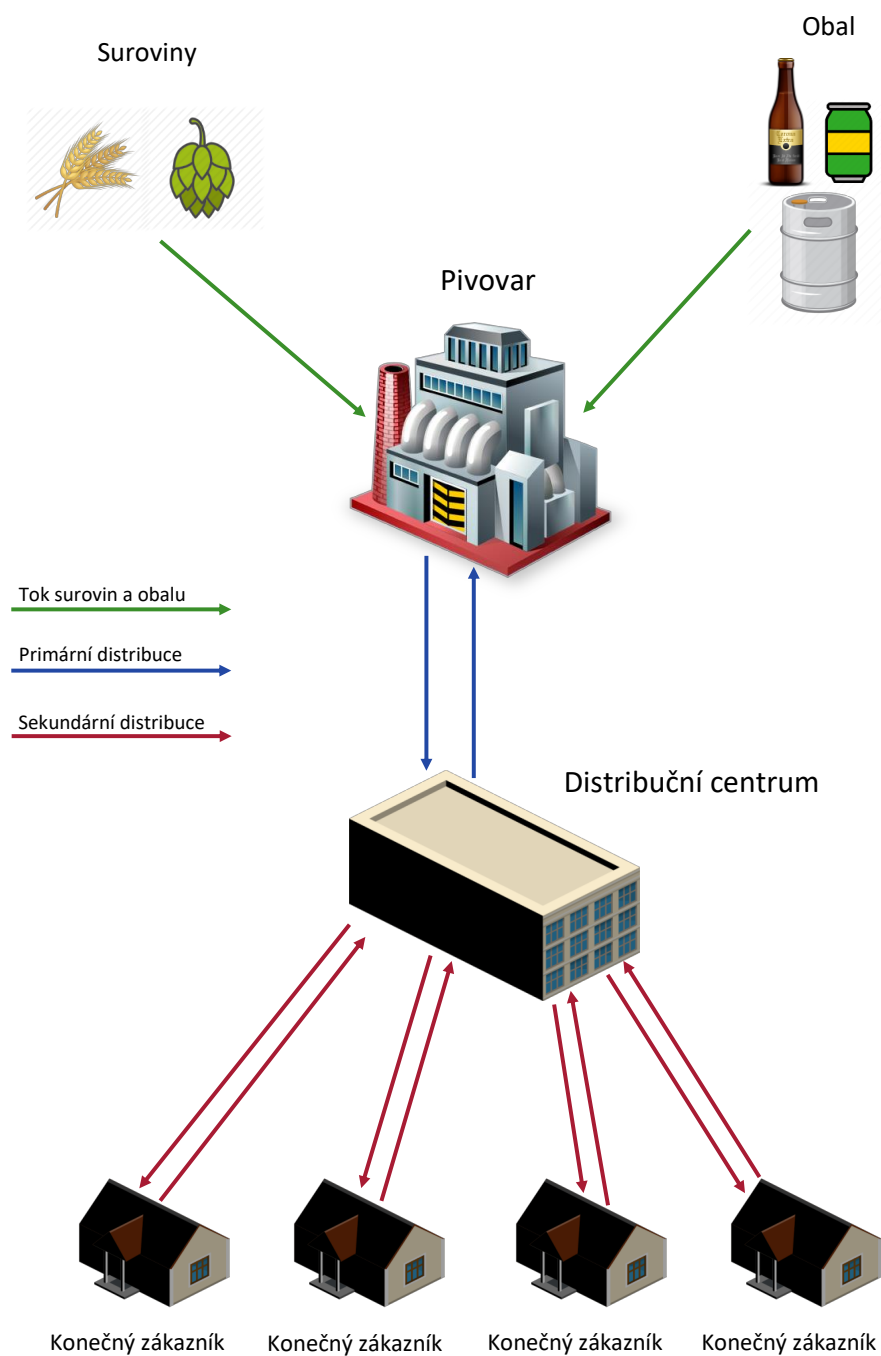 Suroviny
Obal
Pivovar
Tok surovin a obalu
Primární distribuce
Sekundární distribuce
Distribuční centrum
Konečný zákazník
Konečný zákazník
Konečný zákazník
Konečný zákazník